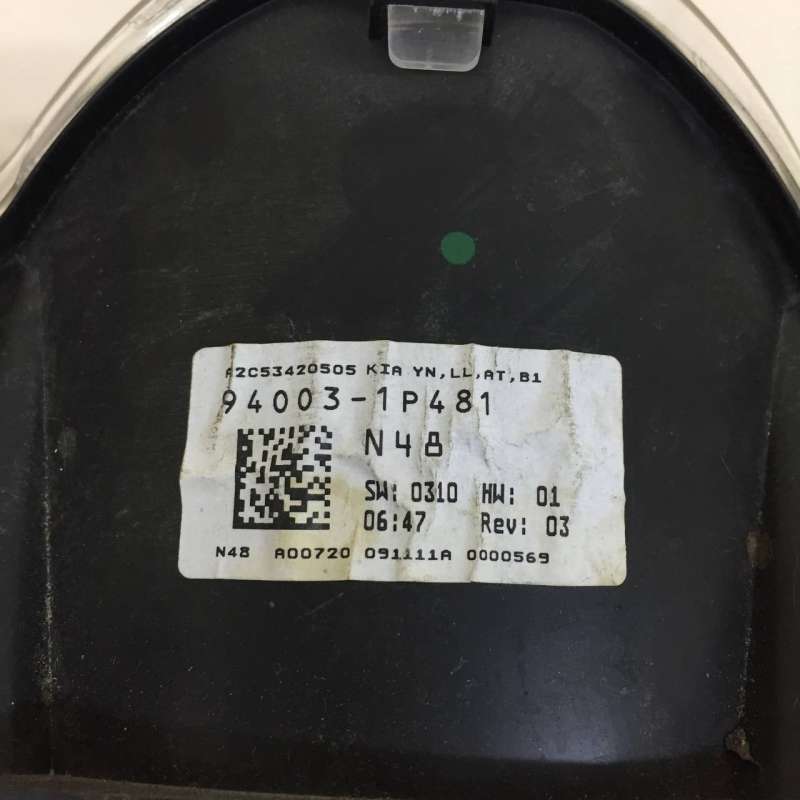 A2C53420505 KIA YN,LL,AT,B1
94003-1P481
N48
SW: 0310 HW: 01
06:47 Rev: 03
N48 A00720 091111A 0000569